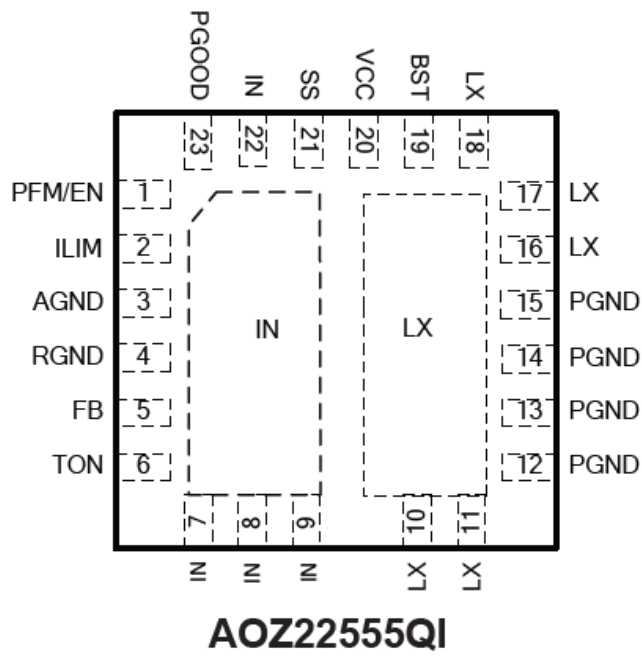 PGOOD IN SS VCC BST LX
23 22 21 20 19 18
PFM/EN 1 17 LX
ILIM 2 16 LX
AGND 3 15 PGND
RGND 4 14 PGND
IN LX
FB 5 13 PGND
TON 6 12 PGND
7 8 9 10 11
IN IN IN LX LX
AOZ22555QI